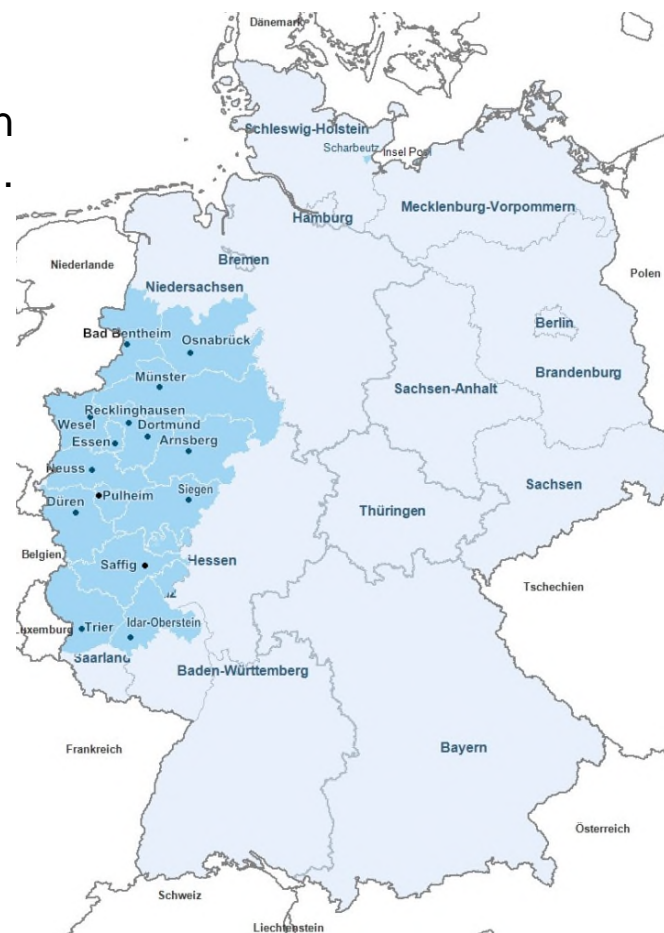 Dänemark
n
Schleswig-Holstein
Scharbeutz
Insel Poel
.
Mecklenburg-Vorpommern
Hamburg
Bremen
Niederlande
Polen
Niedersachsen
Berlin
Bad Bentheim
Osnabrück
Brandenburg
Münster
Sachsen-Anhalt
Recklinghausen
Wesel
Dortmund
Essen
Arnsberg
Neuss
Sachsen
Siegen
Pulheim
Düren
Thüringen
Belgien
Hessen
Saffig
Tschechien
lz
Idar-Oberstein
Trier
Luxemburg
Saarland
Baden-Württemberg
Frankreich
Bayern
Österreich
Schweiz
Liechtenstein